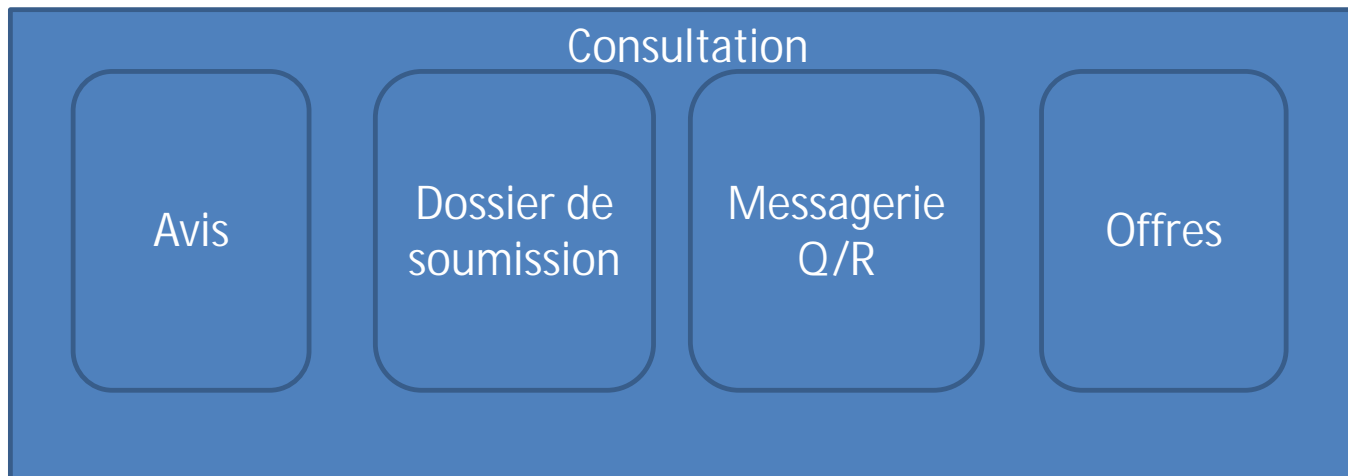 Consultation
Avis
Dossier de
soumission
Messagerie
Q/R
Offres